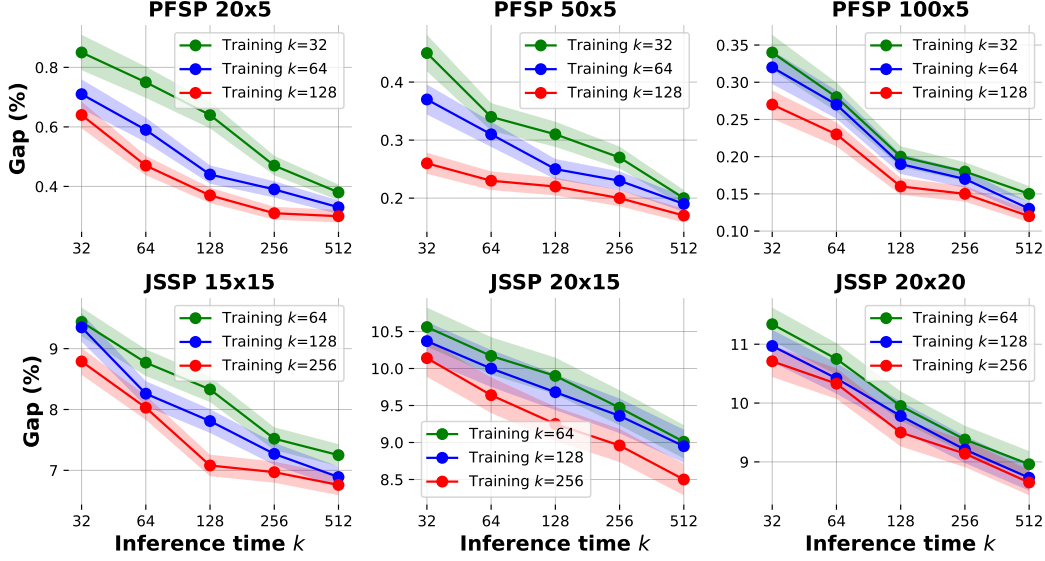 PFSP 20x5
Gap (%)
0.8
0.6
0.4
Training k=32
Training k=64
Training k=128
32 64 128 256 512
PFSP 50x5
0.4
0.3
0.2
Training k=32
Training k=64
Training k=128
32 64 128 256 512
PFSP 100x5
0.35
0.30
0.25
0.20
0.15
0.10
Training k=32
Training k=64
Training k=128
32 64 128 256 512
JSSP 15x15
Gap (%)
9
8
7
Training k=64
Training k=128
Training k=256
32 64 128 256 512
Inference time k
JSSP 20x15
10.5
10.0
9.5
9.0
8.5
Training k=64
Training k=128
Training k=256
32 64 128 256 512
Inference time k
JSSP 20x20
11
10
9
Training k=64
Training k=128
Training k=256
32 64 128 256 512
Inference time k